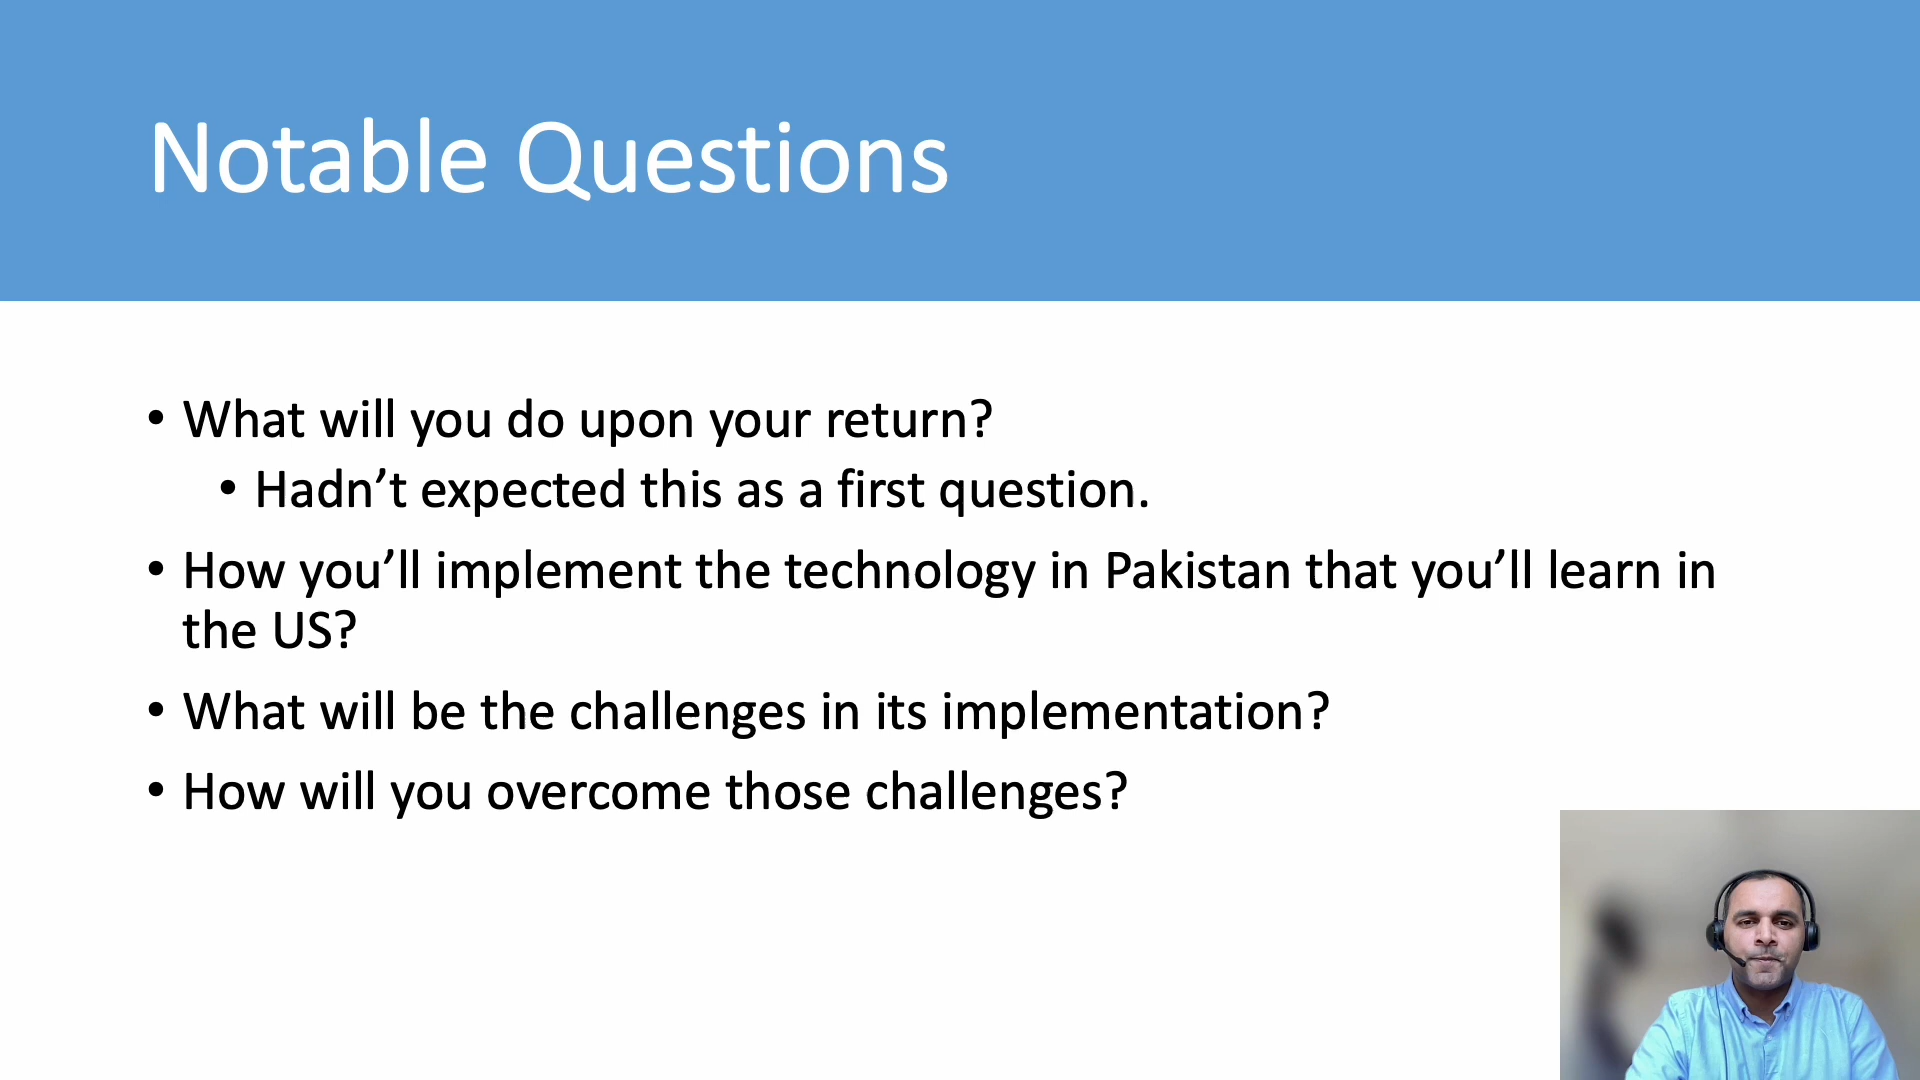 Notable Questions
• What will you do upon your return?
• Hadn’t expected this as a first question.
• How you’ll implement the technology in Pakistan that you’ll learn in
the US?
• What will be the challenges in its implementation?
• How will you overcome those challenges?